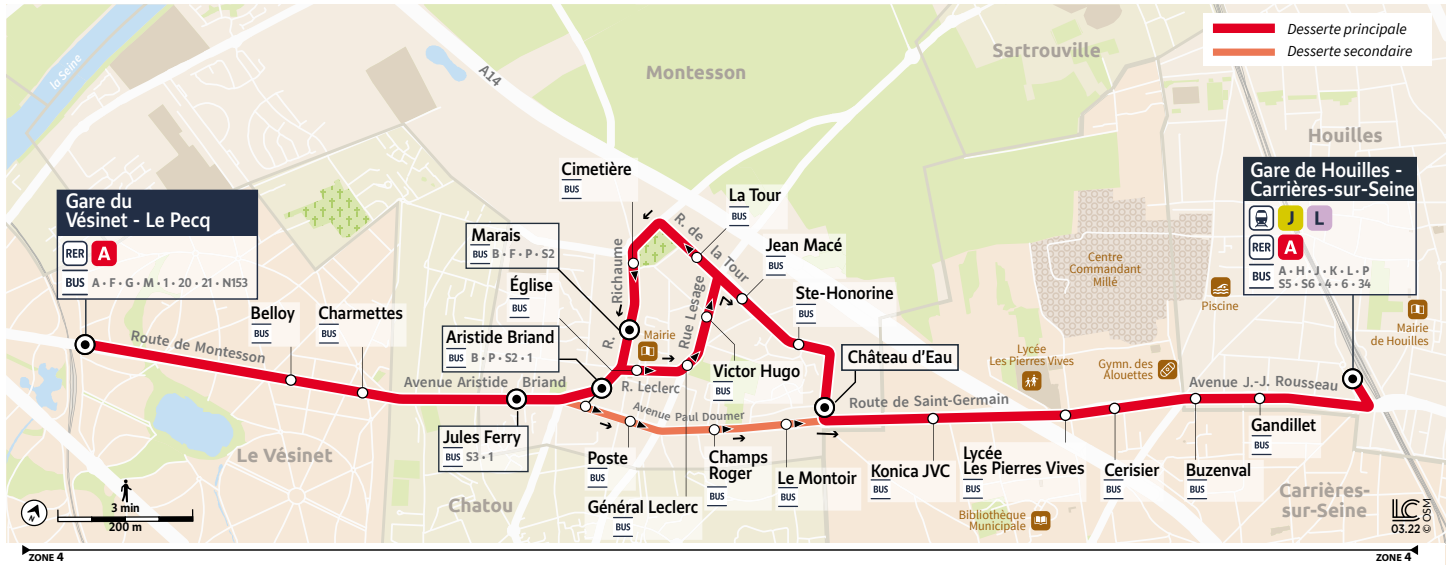 Desserte principale
Desserte secondaire
la Seine
A14
Montesson
Sartrouville
Houilles
Gare du
Vésinet - Le Pecq
RER A
BUS A • F • G • M • 1 • 20 • 21 • N153
Gare de Houilles -
Carrières-sur-Seine
J L
RER A
BUS A • H • J • K • L • P
S5 • S6 • 4 • 6 • 34
Cimetière
BUS
La Tour
BUS
Marais
BUS B • F • P • S2
R. de la Tour
Jean Macé
BUS
Église
BUS
R. Richaume
Rue Lesage
Ste-Honorine
BUS
Centre
Commandant
Millé
Piscine
Mairie
de Houilles
Belloy
BUS
Charmettes
BUS
Aristide Briand
BUS B • P • S2 • 1
Mairie
Route de Montesson
Victor Hugo
BUS
Château d'Eau
Lycée
Les Pierres Vives
Gymn. des
Alouettes
Avenue Aristide Briand
R. Leclerc
Avenue Paul Doumer
Route de Saint-Germain
Avenue J.-J. Rousseau
Jules Ferry
BUS S3 • 1
Le Vésinet
Chatou
Poste
BUS
Général Leclerc
BUS
Champs
Roger
BUS
Le Montoir
BUS
Konica JVC
BUS
Lycée
Les Pierres Vives
BUS
Cerisier
BUS
Buzenval
BUS
Gandillet
BUS
Bibliothèque
Municipale
Carrières-
sur-Seine
3 min
200 m
LC
03.22 © OSM
ZONE 4
ZONE 4